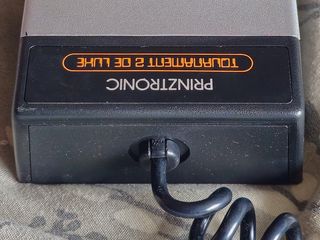 PRINZTRONIC
TOURNAMENT 2 DE LUXE